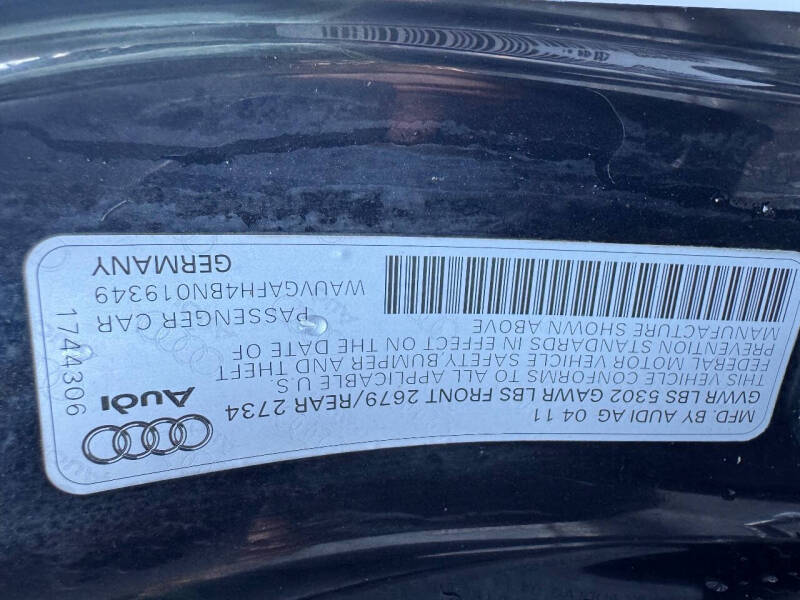 Audi
1744306
MFD. BY AUDI AG 04 11
GWWR LBS 5302 GAWR LBS FRONT 2679/REAR 2734
THIS VEHICLE CONFORMS TO ALL APPLICABLE U.S.
FEDERAL MOTOR VEHICLE SAFETY,BUMPER AND THEFT
PREVENTION STANDARDS IN EFFECT ON THE DATE OF
MANUFACTURE SHOWN ABOVE
PASSENGER CAR
WAUVGAFH4BN019349
GERMANY